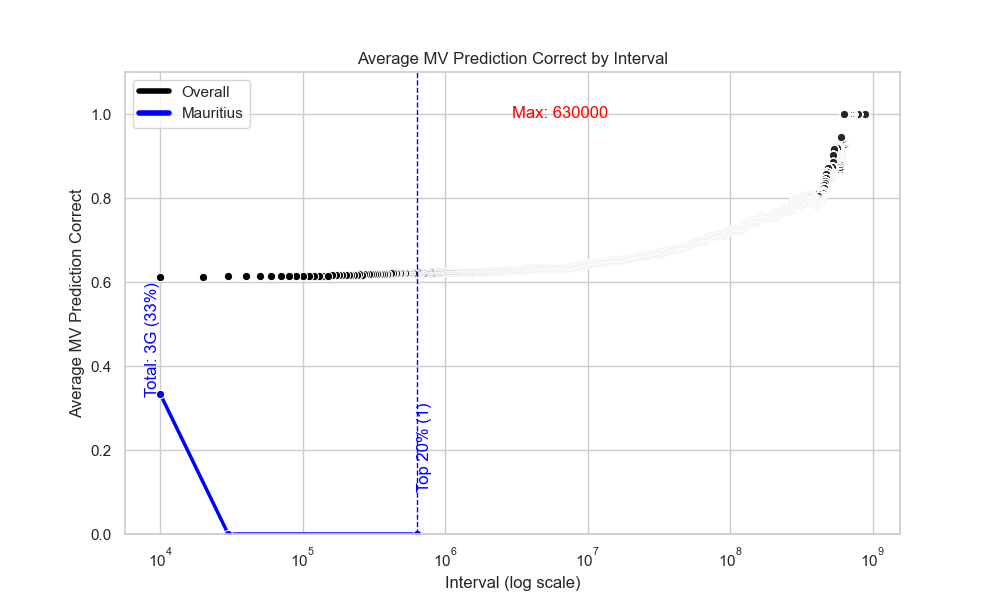 Average MV Prediction Correct by Interval
Overall
Mauritius
Max: 630000
1.0
0.8
0.6
0.4
0.2
0.0
Average MV Prediction Correct
Total: 3G (33%)
Top 20% (1)
10^4
10^5
10^6
10^7
10^8
10^9
Interval (log scale)